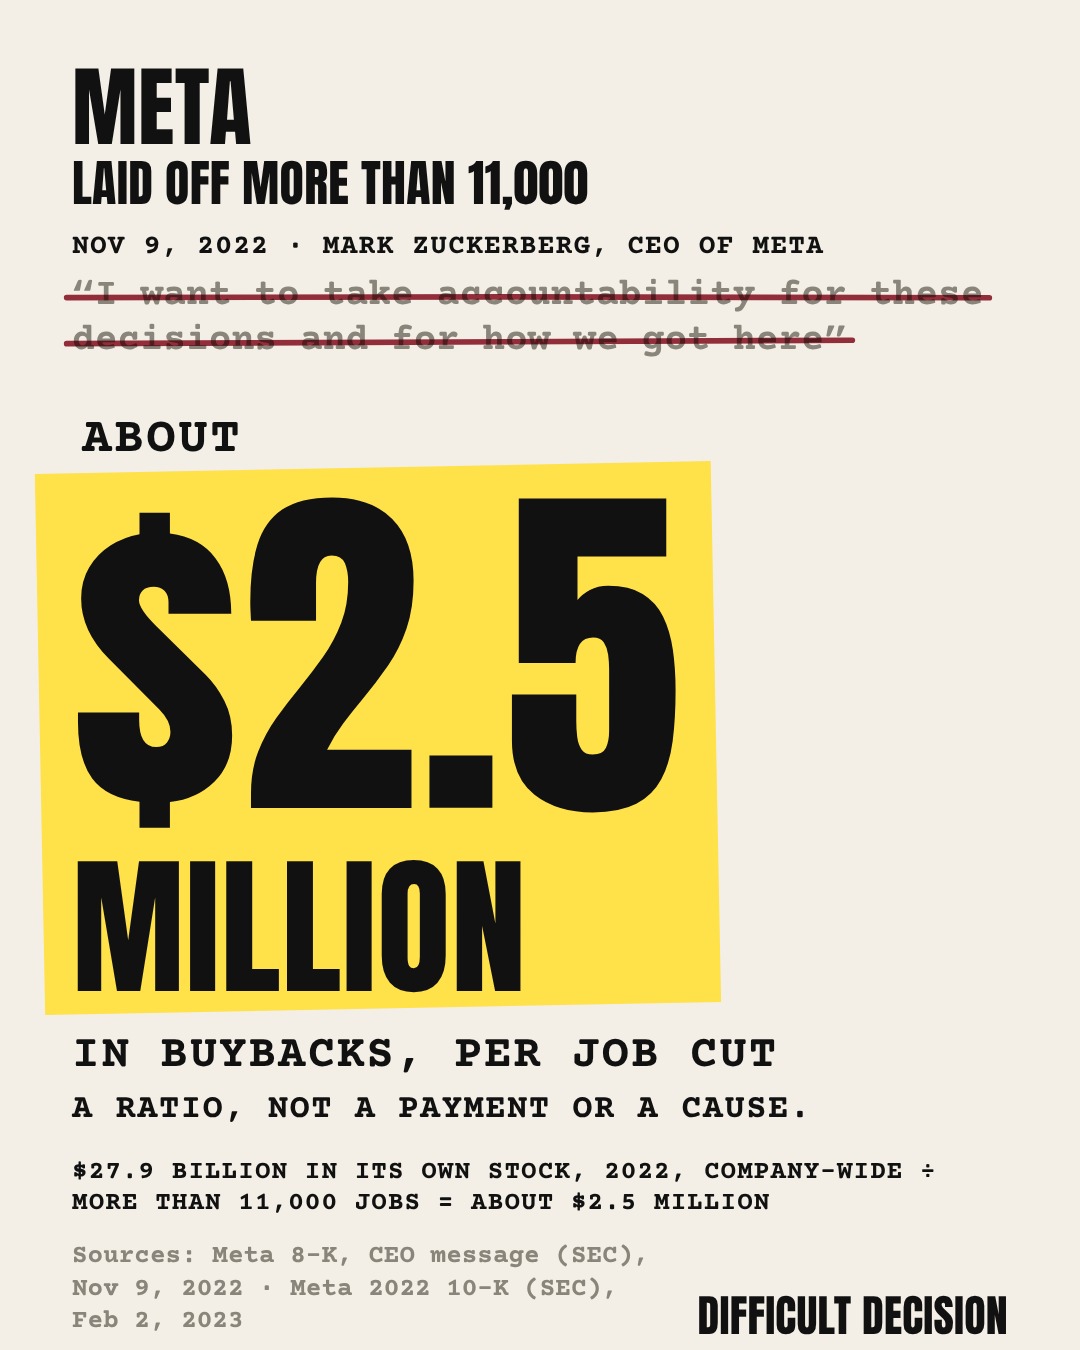 META
LAID OFF MORE THAN 11,000
NOV 9, 2022 · MARK ZUCKERBERG, CEO OF META
“I want to take accountability for these
decisions and for how we got here”
ABOUT
$2.5
MILLION
IN BUYBACKS, PER JOB CUT
A RATIO, NOT A PAYMENT OR A CAUSE.
$27.9 BILLION IN ITS OWN STOCK, 2022, COMPANY-WIDE ÷
MORE THAN 11,000 JOBS = ABOUT $2.5 MILLION
Sources: Meta 8-K, CEO message (SEC),
Nov 9, 2022 · Meta 2022 10-K (SEC),
Feb 2, 2023
DIFFICULT DECISION